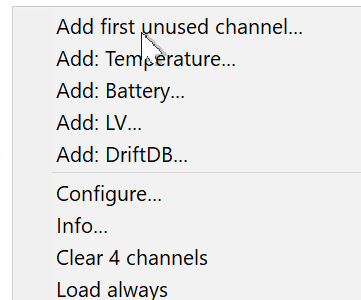 Add first unused channel...
Add: Temperature...
Add: Battery...
Add: LV...
Add: DriftDB...
Configure...
Info...
Clear 4 channels
Load always